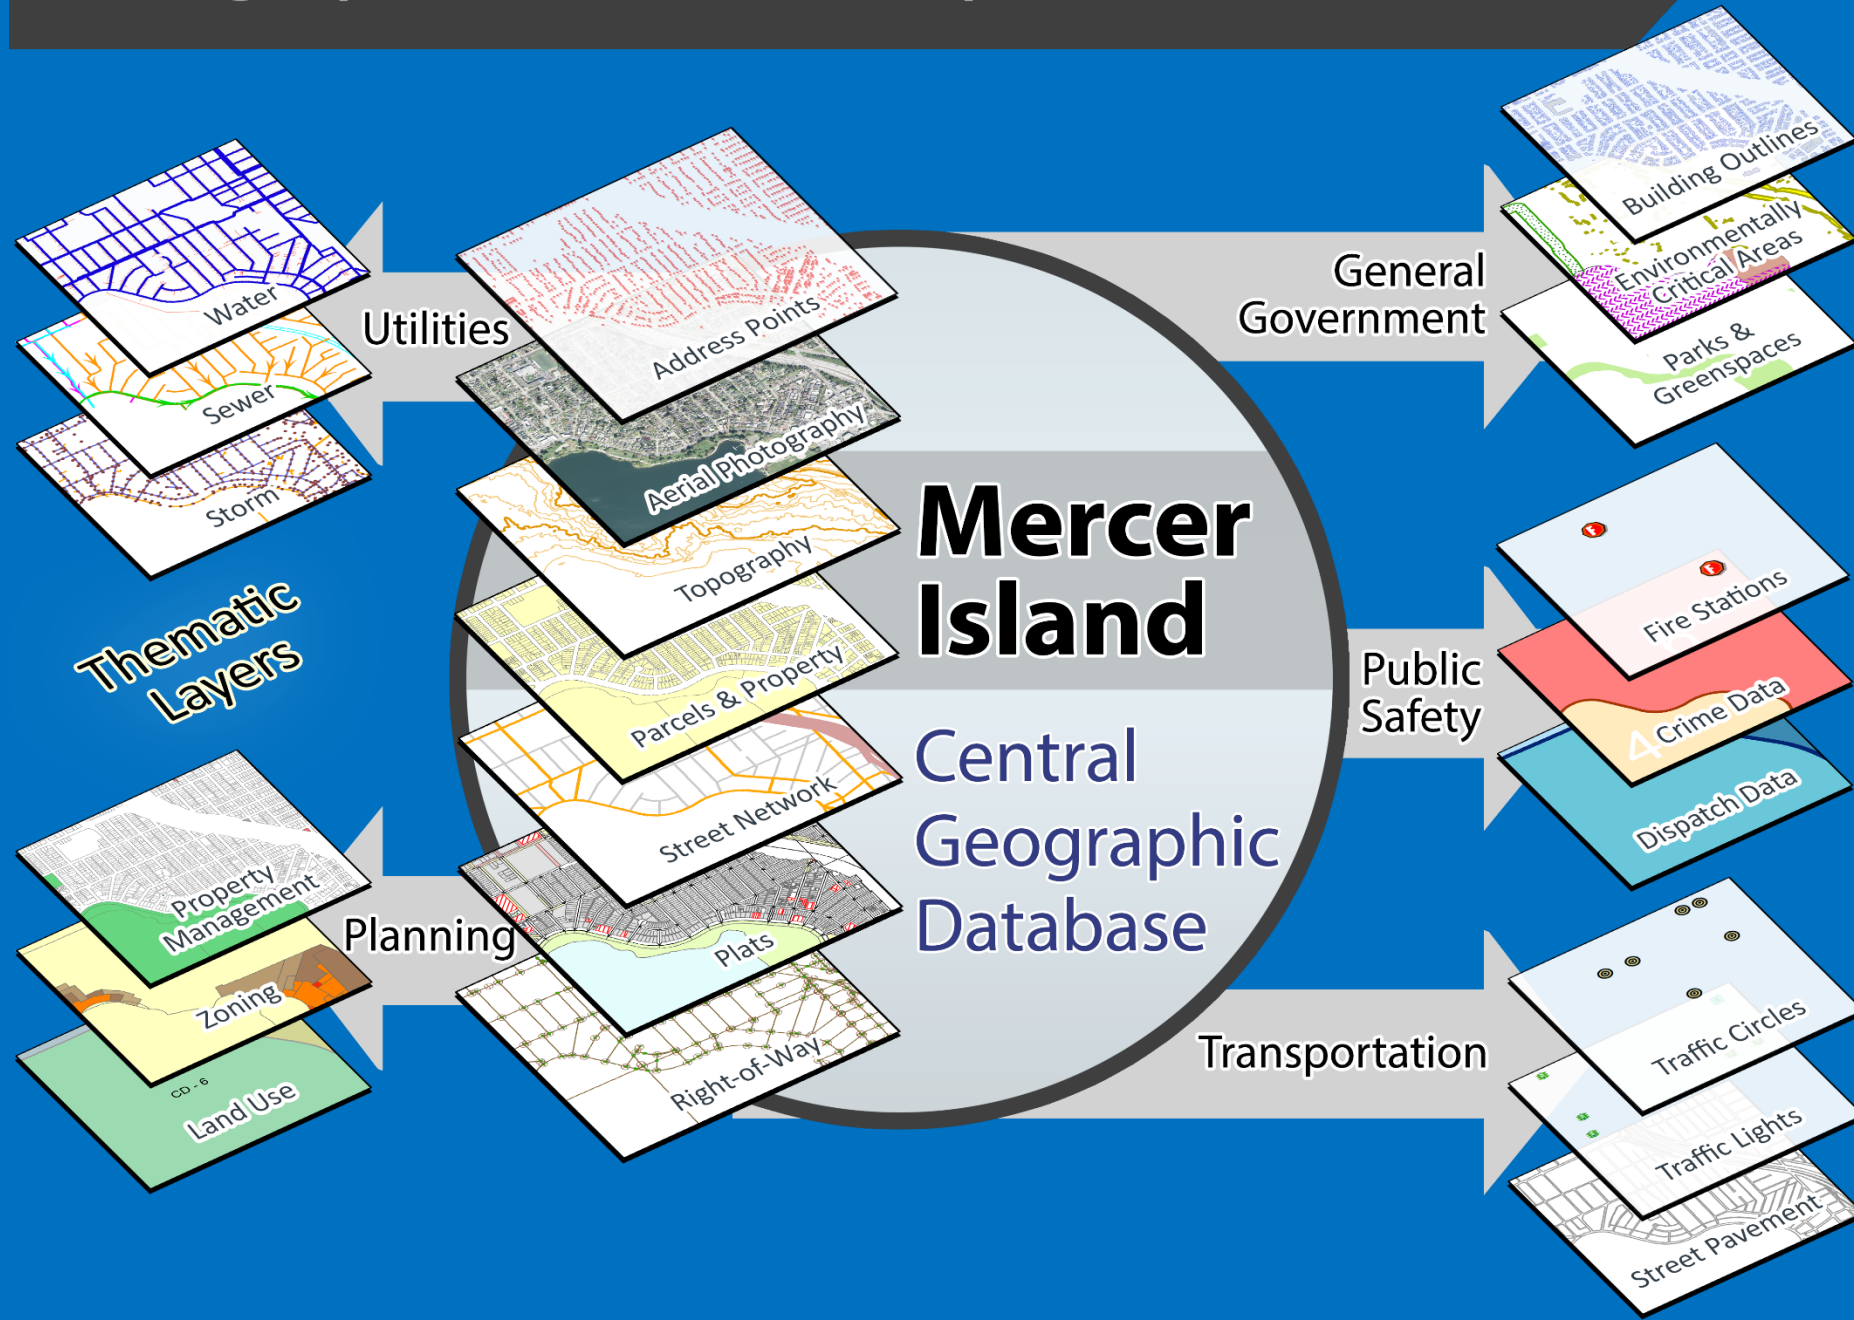 Water
Sewer
Storm
Utilities
Thematic
Layers
Property
Management
Zoning
CD - 6
Land Use
Planning
Address Points
Aerial Photography
Topography
Parcels & Property
Street Network
Plats
Right-of-Way
Mercer
Island
Central
Geographic
Database
General
Government
Building Outlines
Environmentally
Critical Areas
Parks &
Greenspaces
Public
Safety
F
F
Fire Stations
4
Crime Data
Dispatch Data
Transportation
Traffic Circles
Traffic Lights
Street Pavement